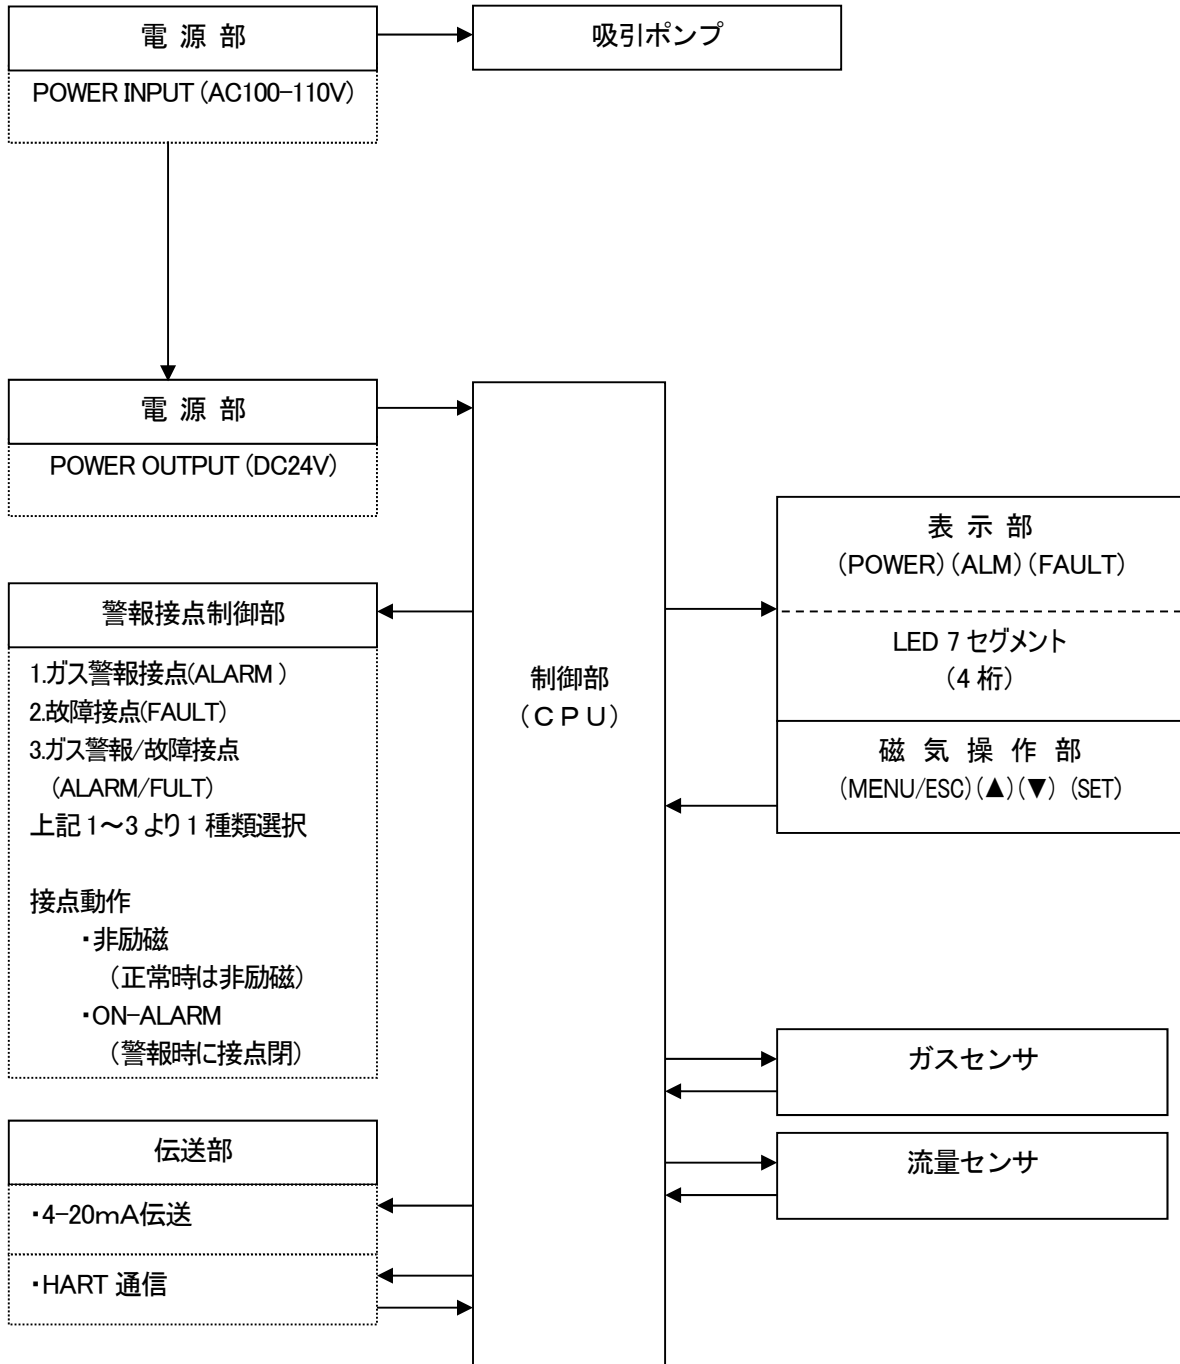 電 源 部
吸引ポンプ
POWER INPUT (AC100-110V)
電 源 部
POWER OUTPUT (DC24V)
警報接点制御部
1.ガス警報接点(ALARM )
2.故障接点(FAULT)
3.ガス警報/故障接点
(ALARM/FULT)
上記 1～3 より 1 種類選択
接点動作
・非励磁
（正常時は非励磁）
・ON-ALARM
（警報時に接点閉）
伝送部
・4-20mA伝送
・HART 通信
制御部
（ＣＰＵ）
表 示 部
（POWER）（ALM）（FAULT）
LED 7 セグメント
（4 桁）
磁 気 操 作 部
（MENU/ESC）（▲）（▼） （SET）
ガスセンサ
流量センサ